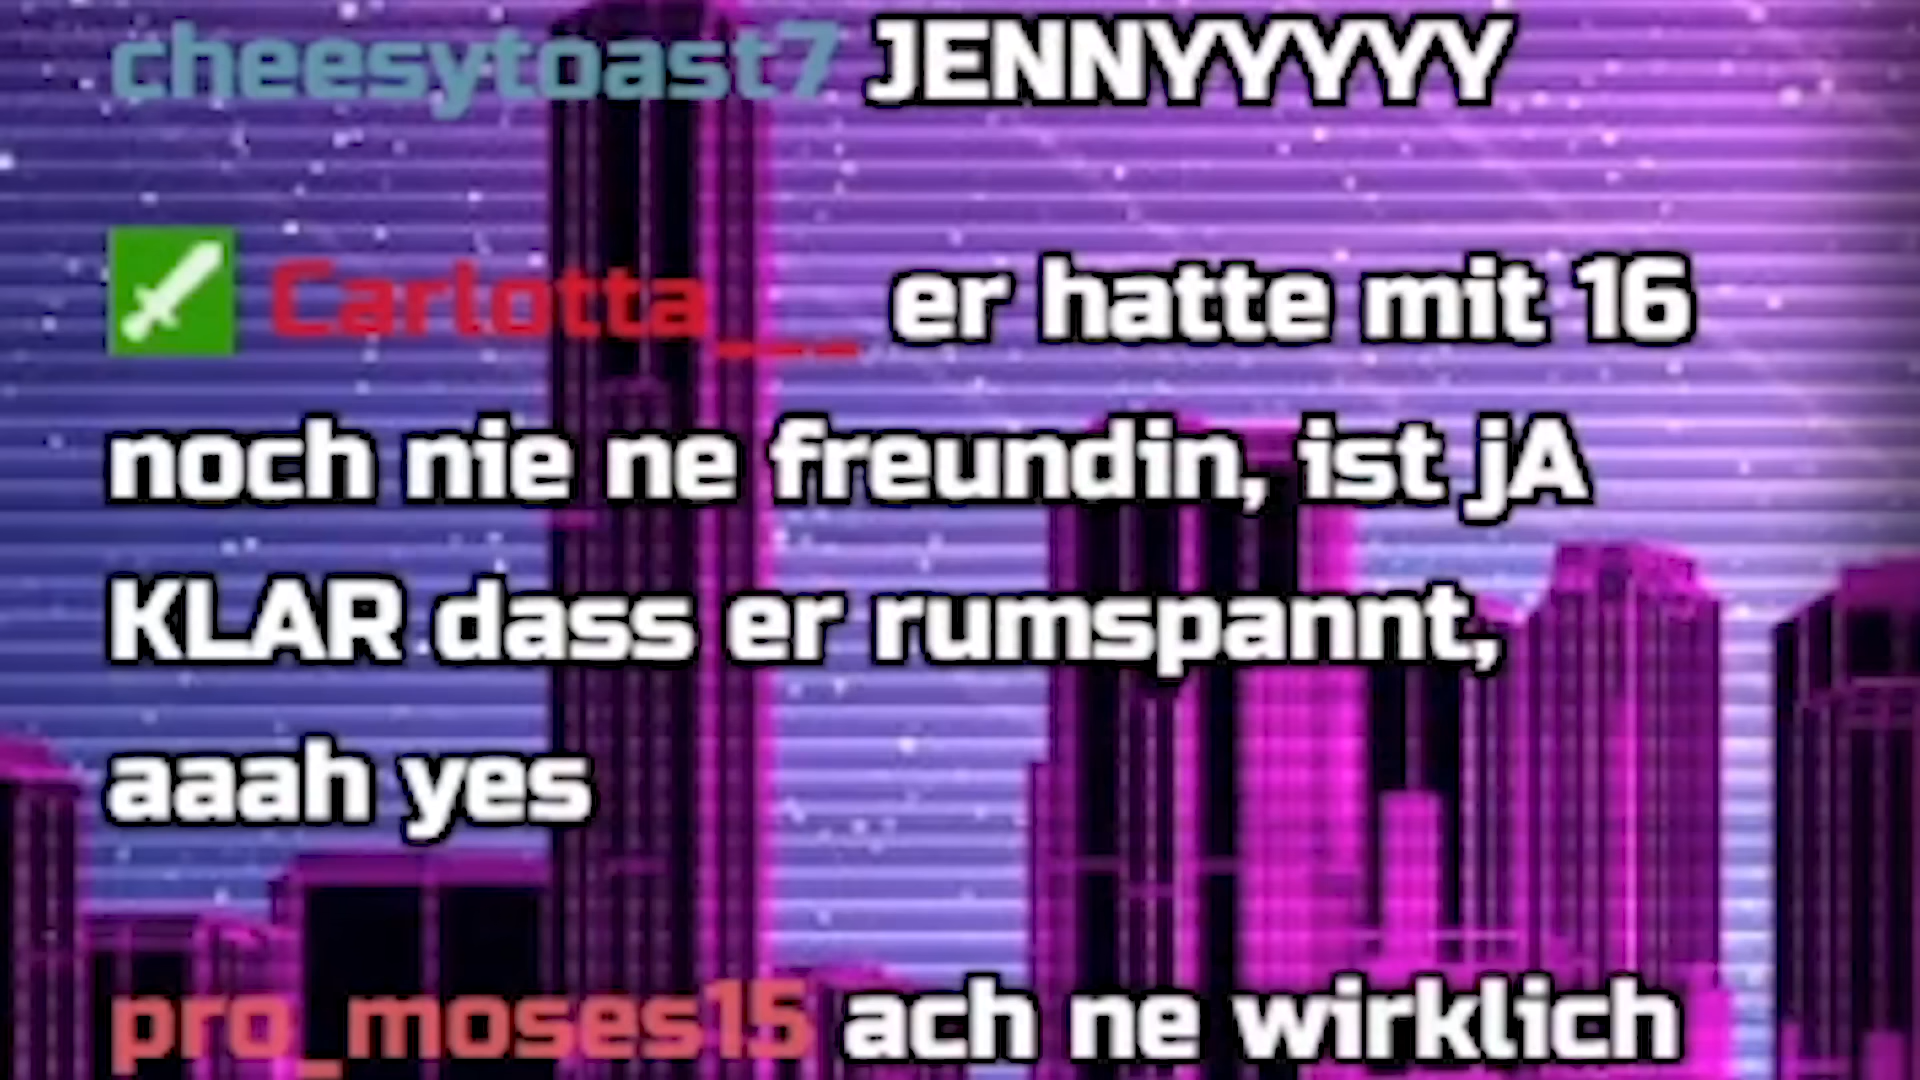 cheesytoast7 JENNYYYYY
Carlotta___ er hatte mit 16
noch nie ne freundin, ist jA
KLAR dass er rumspannt,
aaah yes
pro_moses15 ach ne wirklich